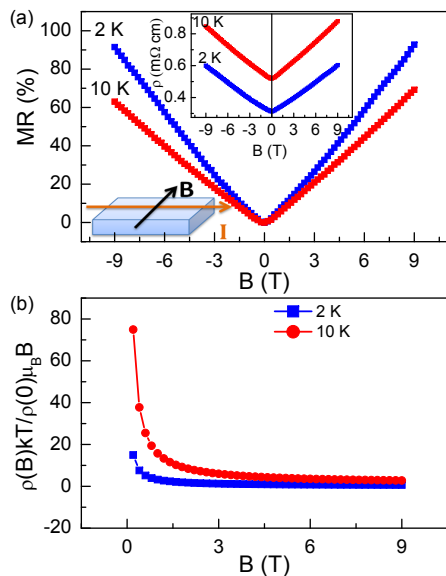 (a)
2 K
10 K
MR (%)
100
80
60
40
20
0
-9 -6 -3 0 3 6 9
B (T)
ρ (mΩ cm)
0.8
0.6
0.4
10 K
2 K
-9 -6 -3 0 3 6 9
B (T)
B
I
(b)
2 K
10 K
ρ(B)kT/ρ(0)μ_B B
80
60
40
20
0
-20
0 3 6 9
B (T)